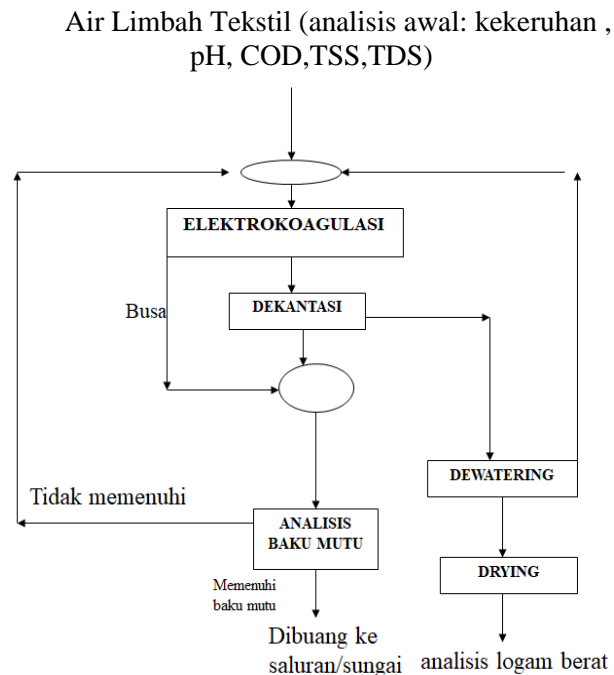 Air Limbah Tekstil (analisis awal: kekeruhan ,
pH, COD,TSS,TDS)
ELEKTROKOAGULASI
Busa
DEKANTASI
DEWATERING
Tidak memenuhi
ANALISIS
BAKU MUTU
DRYING
Memenuhi
baku mutu
Dibuang ke
saluran/sungai
analisis logam berat